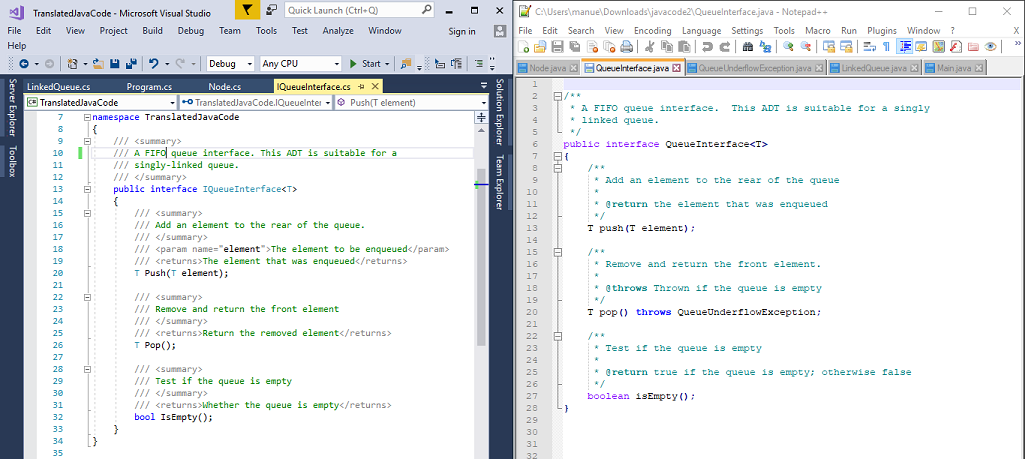 TranslatedJavaCode - Microsoft Visual Studio
Quick Launch (Ctrl+Q)
File Edit View Project Build Debug Team Tools Test Analyze Window Sign in
Help
Debug Any CPU Start
Server Explorer
Toolbox
LinkedQueue.cs Program.cs Node.cs IQueueInterface.cs
TranslatedJavaCode TranslatedJavaCode.IQueueInter Push(T element)
7 namespace TranslatedJavaCode
8 {
9 /// <summary>
10 /// A FIFO queue interface. This ADT is suitable for a
11 /// singly-linked queue.
12 /// </summary>
13 public interface IQueueInterface<T>
14 {
15 /// <summary>
16 /// Add an element to the rear of the queue.
17 /// </summary>
18 /// <param name="element">The element to be enqueued</param>
19 /// <returns>The element that was enqueued</returns>
20 T Push(T element);
21
22 /// <summary>
23 /// Remove and return the front element
24 /// </summary>
25 /// <returns>Return the removed element</returns>
26 T Pop();
27
28 /// <summary>
29 /// Test if the queue is empty
30 /// </summary>
31 /// <returns>Whether the queue is empty</returns>
32 bool IsEmpty();
33 }
34 }
35
Solution Explorer
Team Explorer
C:\Users\manue\Downloads\javacode2\QueueInterface.java - Notepad++
File Edit Search View Encoding Language Settings Tools Macro Run Plugins Window ? X
Node.java QueueInterface.java QueueUnderflowException.java LinkedQueue.java Main.java
1
2 /**
3 * A FIFO queue interface. This ADT is suitable for a singly
4 * linked queue.
5 */
6 public interface QueueInterface<T>
7 {
8 /**
9 * Add an element to the rear of the queue
10 *
11 * @return the element that was enqueued
12 */
13 T push(T element);
14
15 /**
16 * Remove and return the front element.
17 *
18 * @throws Thrown if the queue is empty
19 */
20 T pop() throws QueueUnderflowException;
21
22 /**
23 * Test if the queue is empty
24 *
25 * @return true if the queue is empty; otherwise false
26 */
27 boolean isEmpty();
28 }
29
30
31
32